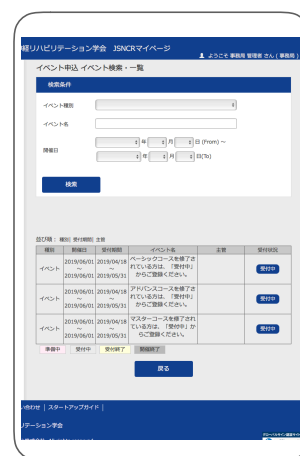 経リハビリテーション学会 JSNCRマイページ
ようこそ 事務局 管理者 さん ( 事務局 )
イベント申込 イベント検索・一覧
検索条件
イベント種別
イベント名
開催日
年 月 日 (From) ～
年 月 日(To)
検索
並び順： 種別 受付期間 主管
種別 開催日 受付期間 イベント名 主管 受付状況
イベント 2019/06/01 ～ 2019/06/01 2019/04/18 ～ 2019/05/31 ベーシックコースを修了されている方は、「受付中」からご登録ください。 受付中
イベント 2019/06/01 ～ 2019/06/01 2019/04/18 ～ 2019/05/31 アドバンスコースを修了されている方は、「受付中」からご登録ください。 受付中
イベント 2019/06/01 ～ 2019/06/01 2019/04/18 ～ 2019/05/31 マスターコースを修了されている方は、「受付中」からご登録ください。 受付中
準備中 受付中 受付終了 開催終了
戻る
い合わせ | スタートアップガイド |
リテーション学会